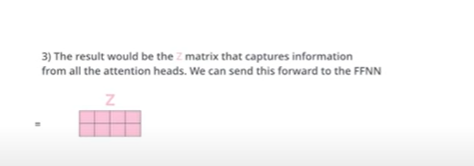 3) The result would be the Z matrix that captures information
from all the attention heads. We can send this forward to the FFNN
Z
=